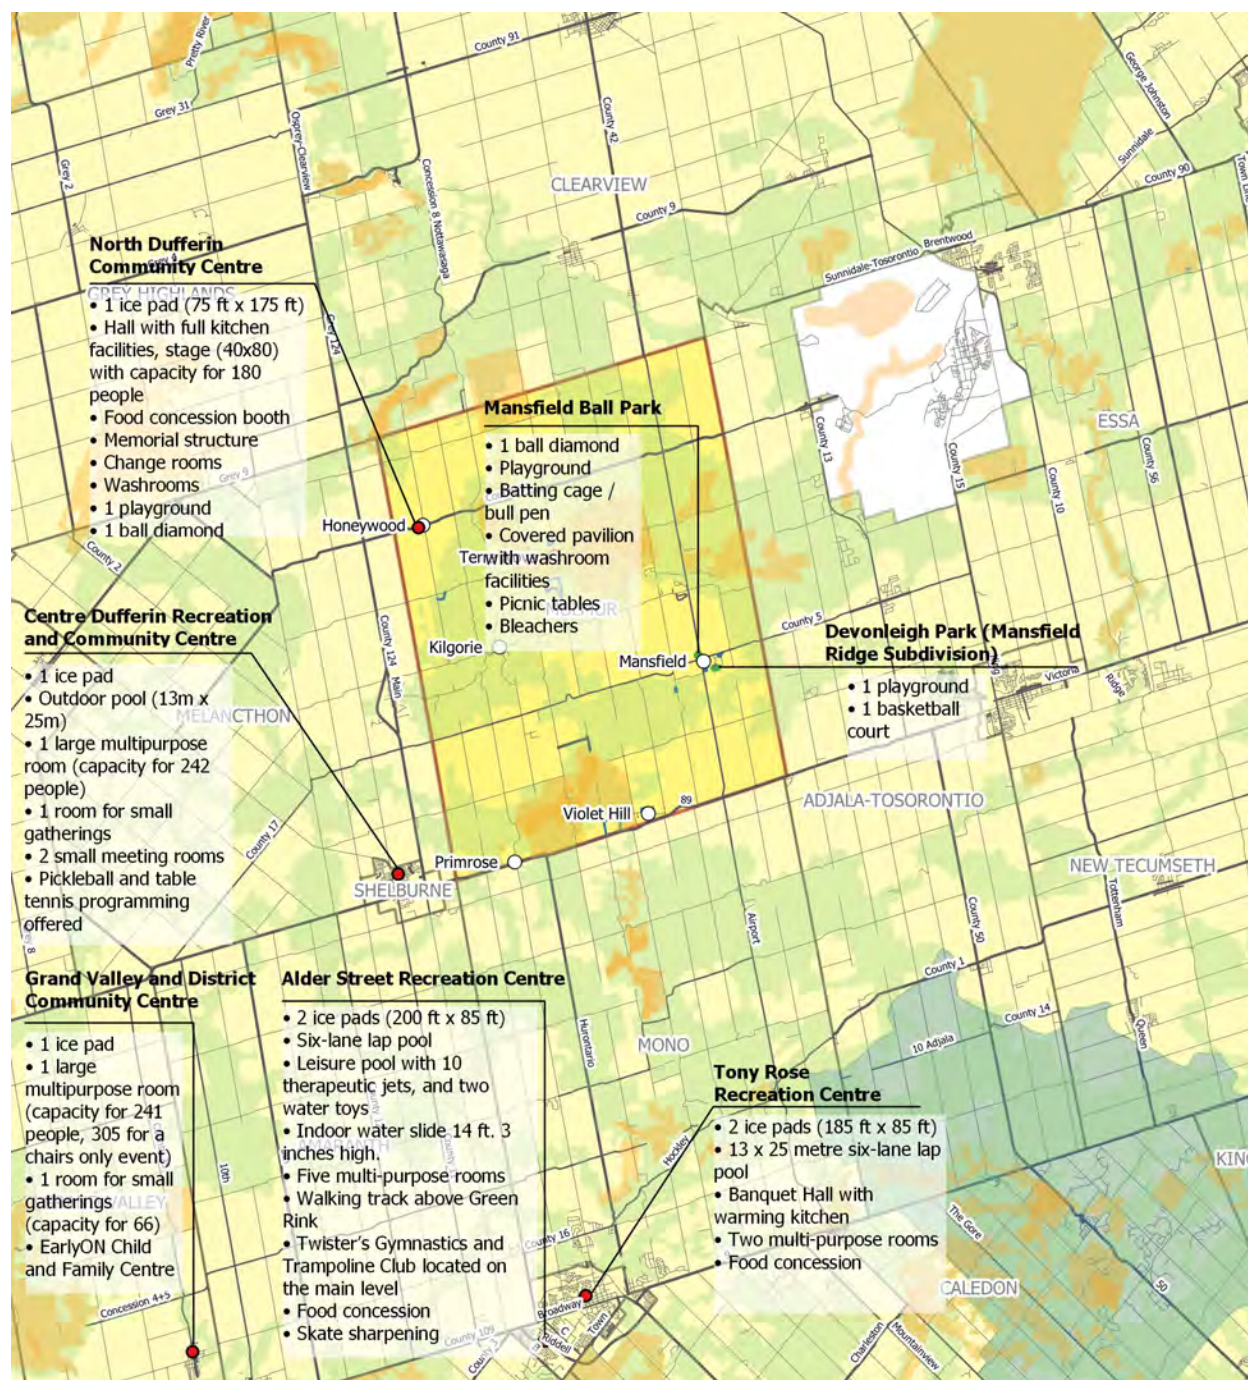 Pretty River
County 91
Grey 31
Osprey-Clearview
County 42
George Johnston
Sunnidale
Grey 2
Concession 8 Nottawasaga
CLEARVIEW
County 90
Town Line
County 9
Brentwood
Sunnidale-Tosorontio
North Dufferin
Community Centre
Grey 4
GREY HIGHLANDS
• 1 ice pad (75 ft x 175 ft)
• Hall with full kitchen
facilities, stage (40x80)
with capacity for 180
people
• Food concession booth
• Memorial structure
• Change rooms
• Washrooms
• 1 playground
• 1 ball diamond
Grey 124
Grey 9
County 2
Honeywood
Mansfield Ball Park
• 1 ball diamond
• Playground
• Batting cage /
bull pen
• Covered pavilion
with washroom
facilities
• Picnic tables
• Bleachers
MULMUR
Kilgorie
Mansfield
County 13
County 15
County 10
County 56
ESSA
County 5
Centre Dufferin Recreation
and Community Centre
• 1 ice pad
• Outdoor pool (13m x
25m)
• 1 large multipurpose
room (capacity for 242
people)
• 1 room for small
gatherings
• 2 small meeting rooms
• Pickleball and table
tennis programming
offered
MELANCTHON
County 124
Main
County 17
Devonleigh Park (Mansfield
Ridge Subdivision)
• 1 playground
• 1 basketball
court
Victoria
Ridge
Violet Hill
89
ADJALA-TOSORONTIO
Primrose
SHELBURNE
NEW TECUMSETH
Tottenham
Airport
County 50
County 1
County 14
10 Adjala
Queen
Grand Valley and District
Community Centre
• 1 ice pad
• 1 large
multipurpose room
(capacity for 241
people, 305 for a
chairs only event)
• 1 room for small
gatherings
(capacity for 66)
• EarlyON Child
and Family Centre
VALLEY
10th
Concession 4+5
Alder Street Recreation Centre
• 2 ice pads (200 ft x 85 ft)
• Six-lane lap pool
• Leisure pool with 10
therapeutic jets, and two
water toys
• Indoor water slide 14 ft. 3
inches high.
• Five multi-purpose rooms
• Walking track above Green
Rink
• Twister's Gymnastics and
Trampoline Club located on
the main level
• Food concession
• Skate sharpening
AMARANTH
Hurontario
MONO
Hockley
County 16
Tony Rose
Recreation Centre
• 2 ice pads (185 ft x 85 ft)
• 13 x 25 metre six-lane lap
pool
• Banquet Hall with
warming kitchen
• Two multi-purpose rooms
• Food concession
KING
The Gore
50
CALEDON
Broadway
Town
C
Riddell
B
County 109
County 3
Charleston
Mountainview